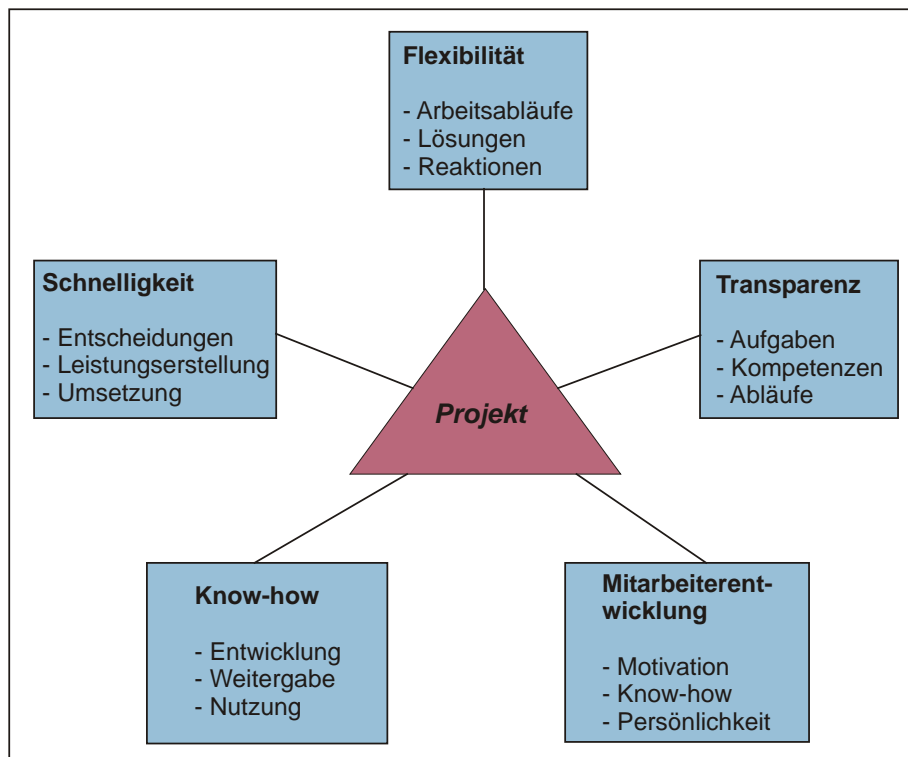 Flexibilität
- Arbeitsabläufe
- Lösungen
- Reaktionen
Schnelligkeit
- Entscheidungen
- Leistungserstellung
- Umsetzung
Transparenz
- Aufgaben
- Kompetenzen
- Abläufe
Projekt
Know-how
- Entwicklung
- Weitergabe
- Nutzung
Mitarbeiterent-
wicklung
- Motivation
- Know-how
- Persönlichkeit